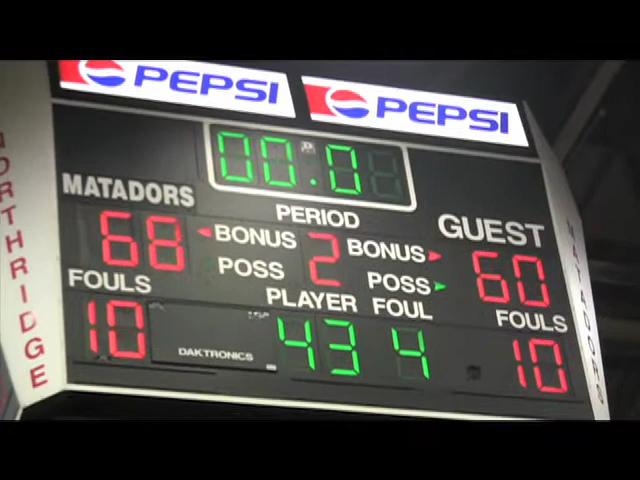 PEPSI PEPSI
00.0
MATADORS PERIOD GUEST
68 BONUS 2 BONUS 60
POSS POSS
FOULS PLAYER FOUL FOULS
10 43 4 10
DAKTRONICS
NORTHRIDGE